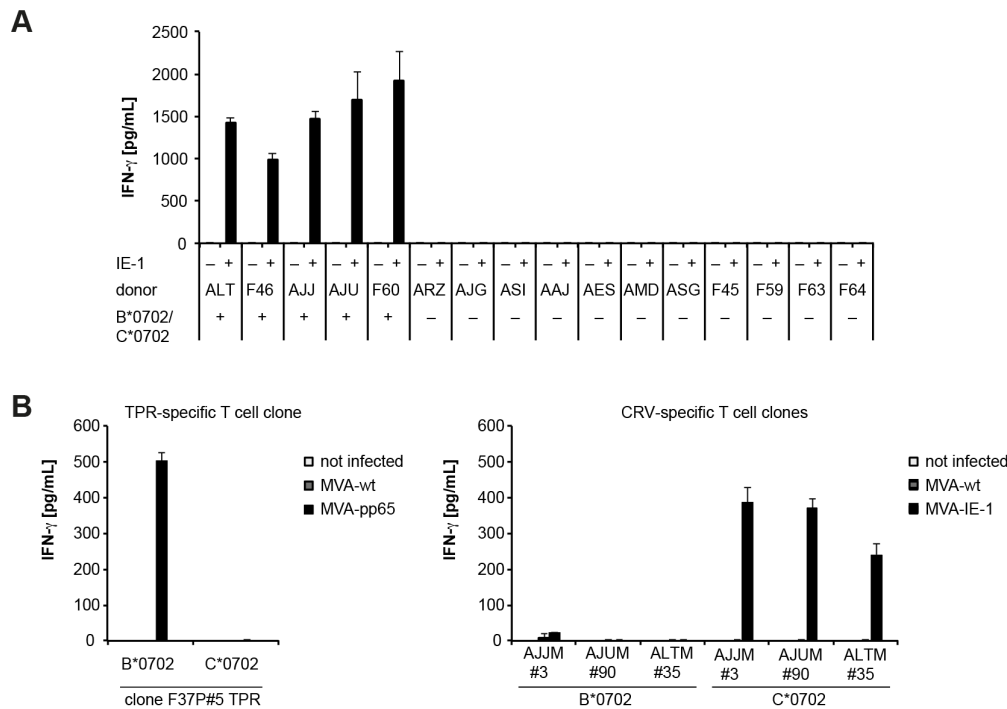 A
IFN-γ [pg/mL]
2500
2000
1500
1000
500
0
IE-1 – + – + – + – + – + – + – + – + – + – + – + – + – + – + – + – +
donor ALT F46 AJJ AJU F60 ARZ AJG ASI AAJ AES AMD ASG F45 F59 F63 F64
B*0702/ + + + + + – – – – – – – – – – –
C*0702
B
TPR-specific T cell clone
IFN-γ [pg/mL]
600
500
400
300
200
100
0
not infected
MVA-wt
MVA-pp65
B*0702 C*0702
clone F37P#5 TPR
CRV-specific T cell clones
IFN-γ [pg/mL]
600
500
400
300
200
100
0
not infected
MVA-wt
MVA-IE-1
AJJM AJUM ALTM AJJM AJUM ALTM
#3 #90 #35 #3 #90 #35
B*0702 C*0702